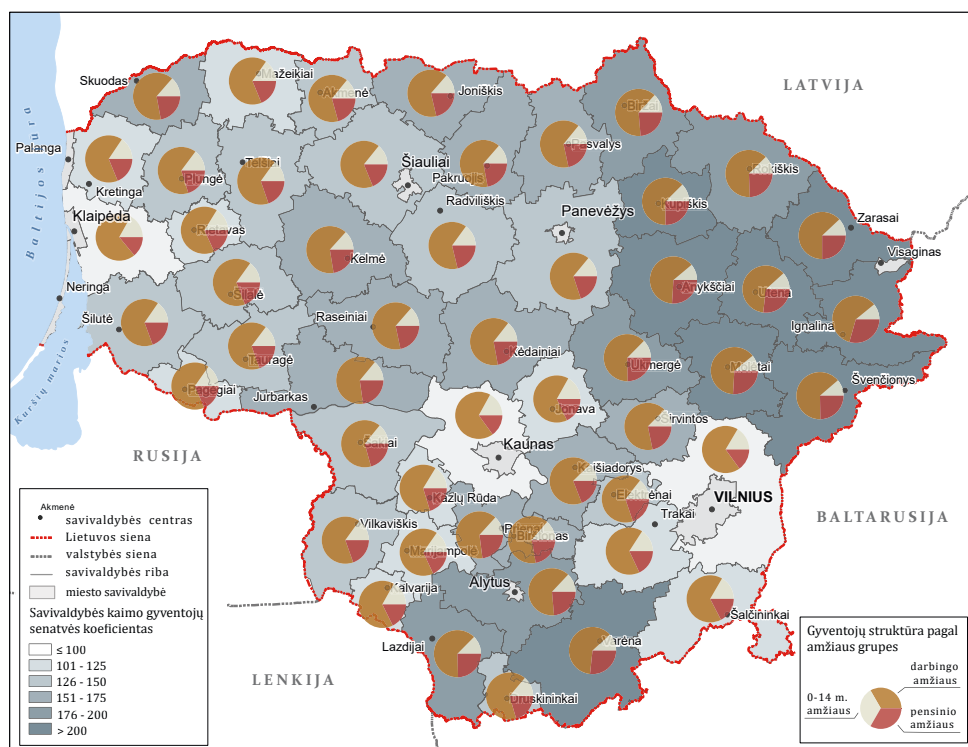 LATVIJA
Skuodas
Mažeikiai
Akmenė
Joniškis
Biržai
Palanga
Kretinga
Plungė
Telšiai
Šiauliai
Pakruojis
Pasvalys
Rokiškis
Baltijos jūra
Klaipėda
Rietavas
Radviliškis
Panevėžys
Kupiškis
Zarasai
Visaginas
Kelmė
Neringa
Šilalė
Anykščiai
Utena
Ignalina
Šilutė
Raseiniai
Tauragė
Kėdainiai
Ukmergė
Molėtai
Švenčionys
Kuršių marios
Pagėgiai
Jurbarkas
Jonava
Širvintos
RUSIJA
Šakiai
Kaunas
Kaišiadorys
Kazlų Rūda
Elektrėnai
VILNIUS
Vilkaviškis
Prienai
Birštonas
Trakai
BALTARUSIJA
Marijampolė
Kalvarija
Alytus
Šalčininkai
Lazdijai
Varėna
LENKIJA
Druskininkai
Akmenė
savivaldybės centras
Lietuvos siena
valstybės siena
savivaldybės riba
miesto savivaldybė
Savivaldybės kaimo gyventojų
senatvės koeficientas
≤ 100
101 - 125
126 - 150
151 - 175
176 - 200
> 200
Gyventojų struktūra pagal
amžiaus grupes
darbingo
amžiaus
0-14 m.
amžiaus
pensinio
amžiaus